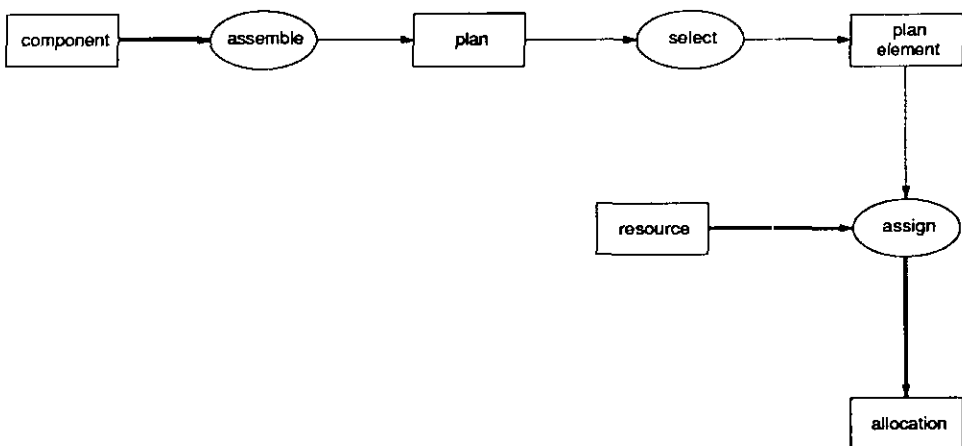 component
assemble
plan
select
plan
element
resource
assign
allocation